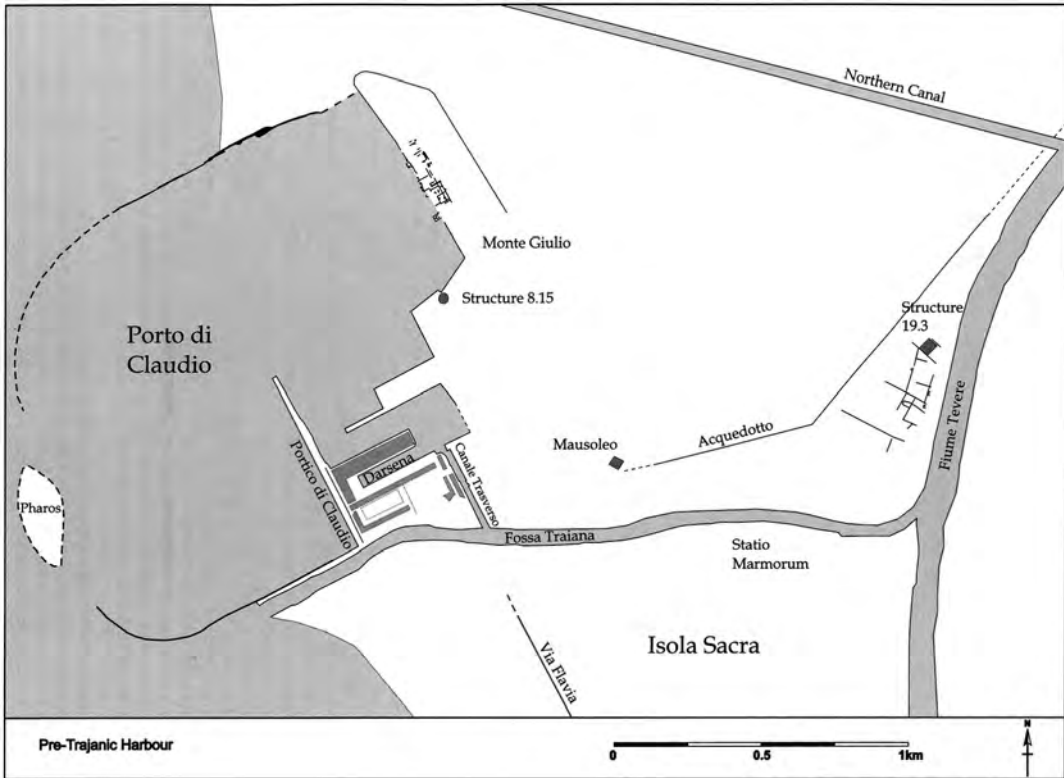 Northern Canal
Monte Giulio
Structure 8.15
Structure
19.3
Porto di
Claudio
Fiume Tevere
Portico di Claudio
Darsena
Canale Trasverso
Mausoleo
Acquedotto
Pharos
Fossa Traiana
Statio
Marmorum
Isola Sacra
Via Flavia
Pre-Trajanic Harbour
0
0.5
1km
N